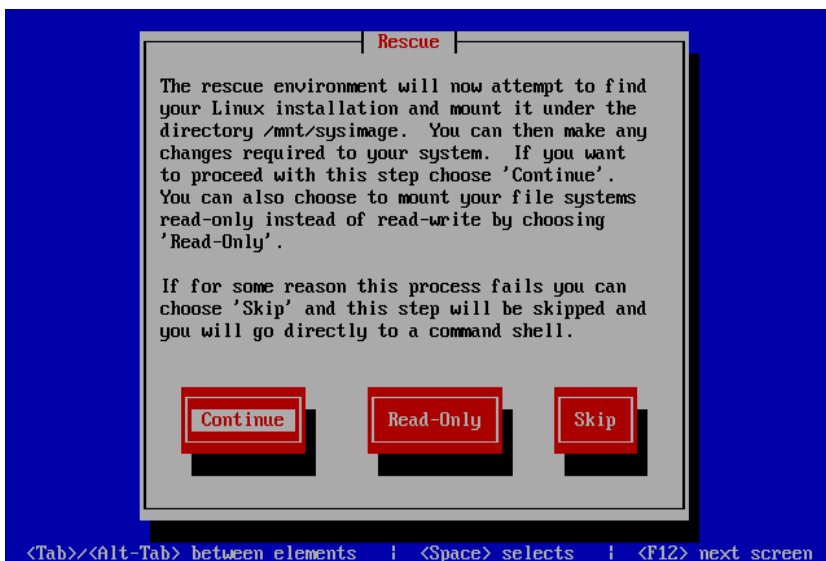 Rescue
The rescue environment will now attempt to find
your Linux installation and mount it under the
directory /mnt/sysimage.  You can then make any
changes required to your system.  If you want
to proceed with this step choose 'Continue'.
You can also choose to mount your file systems
read-only instead of read-write by choosing
'Read-Only'.
If for some reason this process fails you can
choose 'Skip' and this step will be skipped and
you will go directly to a command shell.
Continue Read-Only Skip
<Tab>/<Alt-Tab> between elements | <Space> selects | <F12> next screen